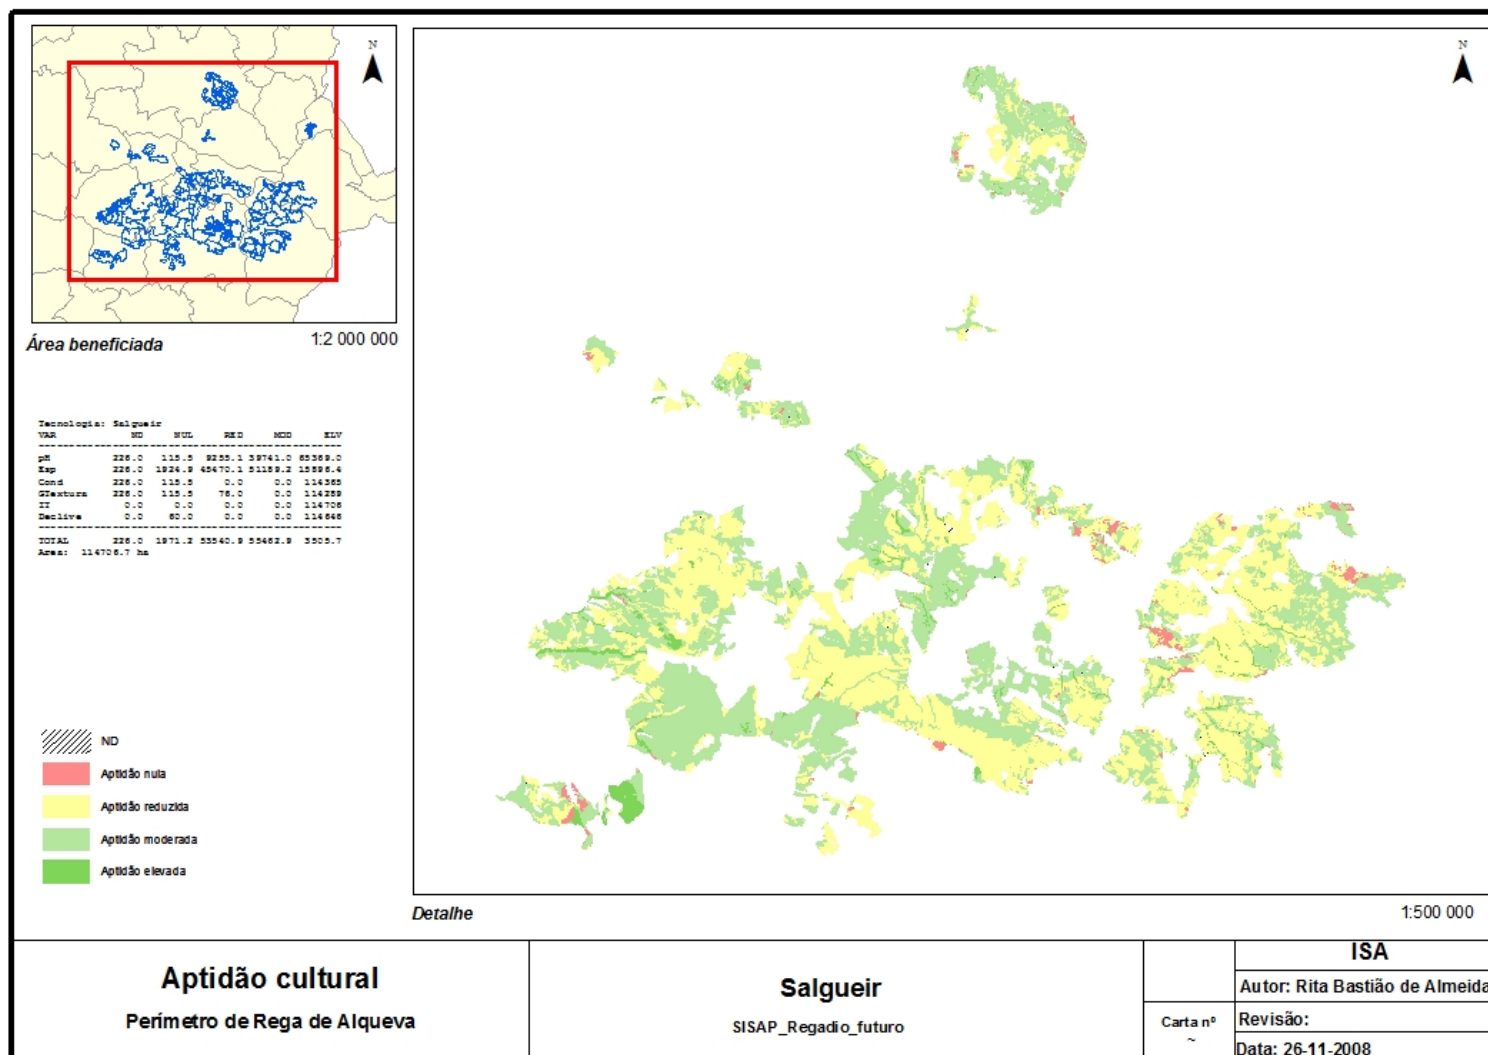 N
N
Área beneficiada
1:2 000 000
Tecnologia: Salgueir
VAR ND NUL RED MOD ELV
pH 226.0 115.5 9255.1 39741.0 65369.0
Esp 226.0 1924.9 45470.1 51189.2 15896.4
Cond 226.0 115.5 0.0 0.0 114365
GTextura 226.0 115.5 76.0 0.0 114289
IT 0.0 0.0 0.0 0.0 114706
Declive 0.0 60.0 0.0 0.0 114646
TOTAL 226.0 1971.2 53540.9 55462.9 3505.7
Area: 114706.7 ha
ND
Aptidão nula
Aptidão reduzida
Aptidão moderada
Aptidão elevada
Detalhe
1:500 000
Aptidão cultural
Perímetro de Rega de Alqueva
Salgueir
SISAP_Regadio_futuro
Carta nº
~
ISA
Autor: Rita Bastião de Almeida
Revisão:
Data: 26-11-2008